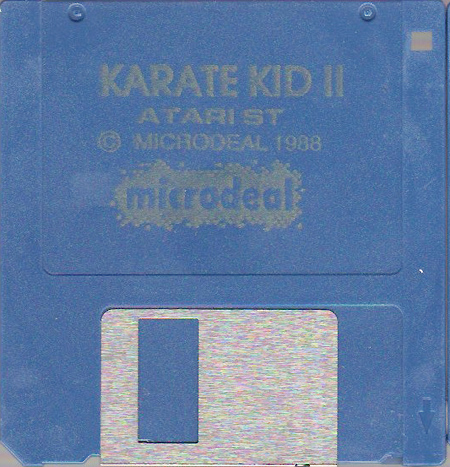 KARATE KID II
ATARI ST
© MICRODEAL 1988
microdeal